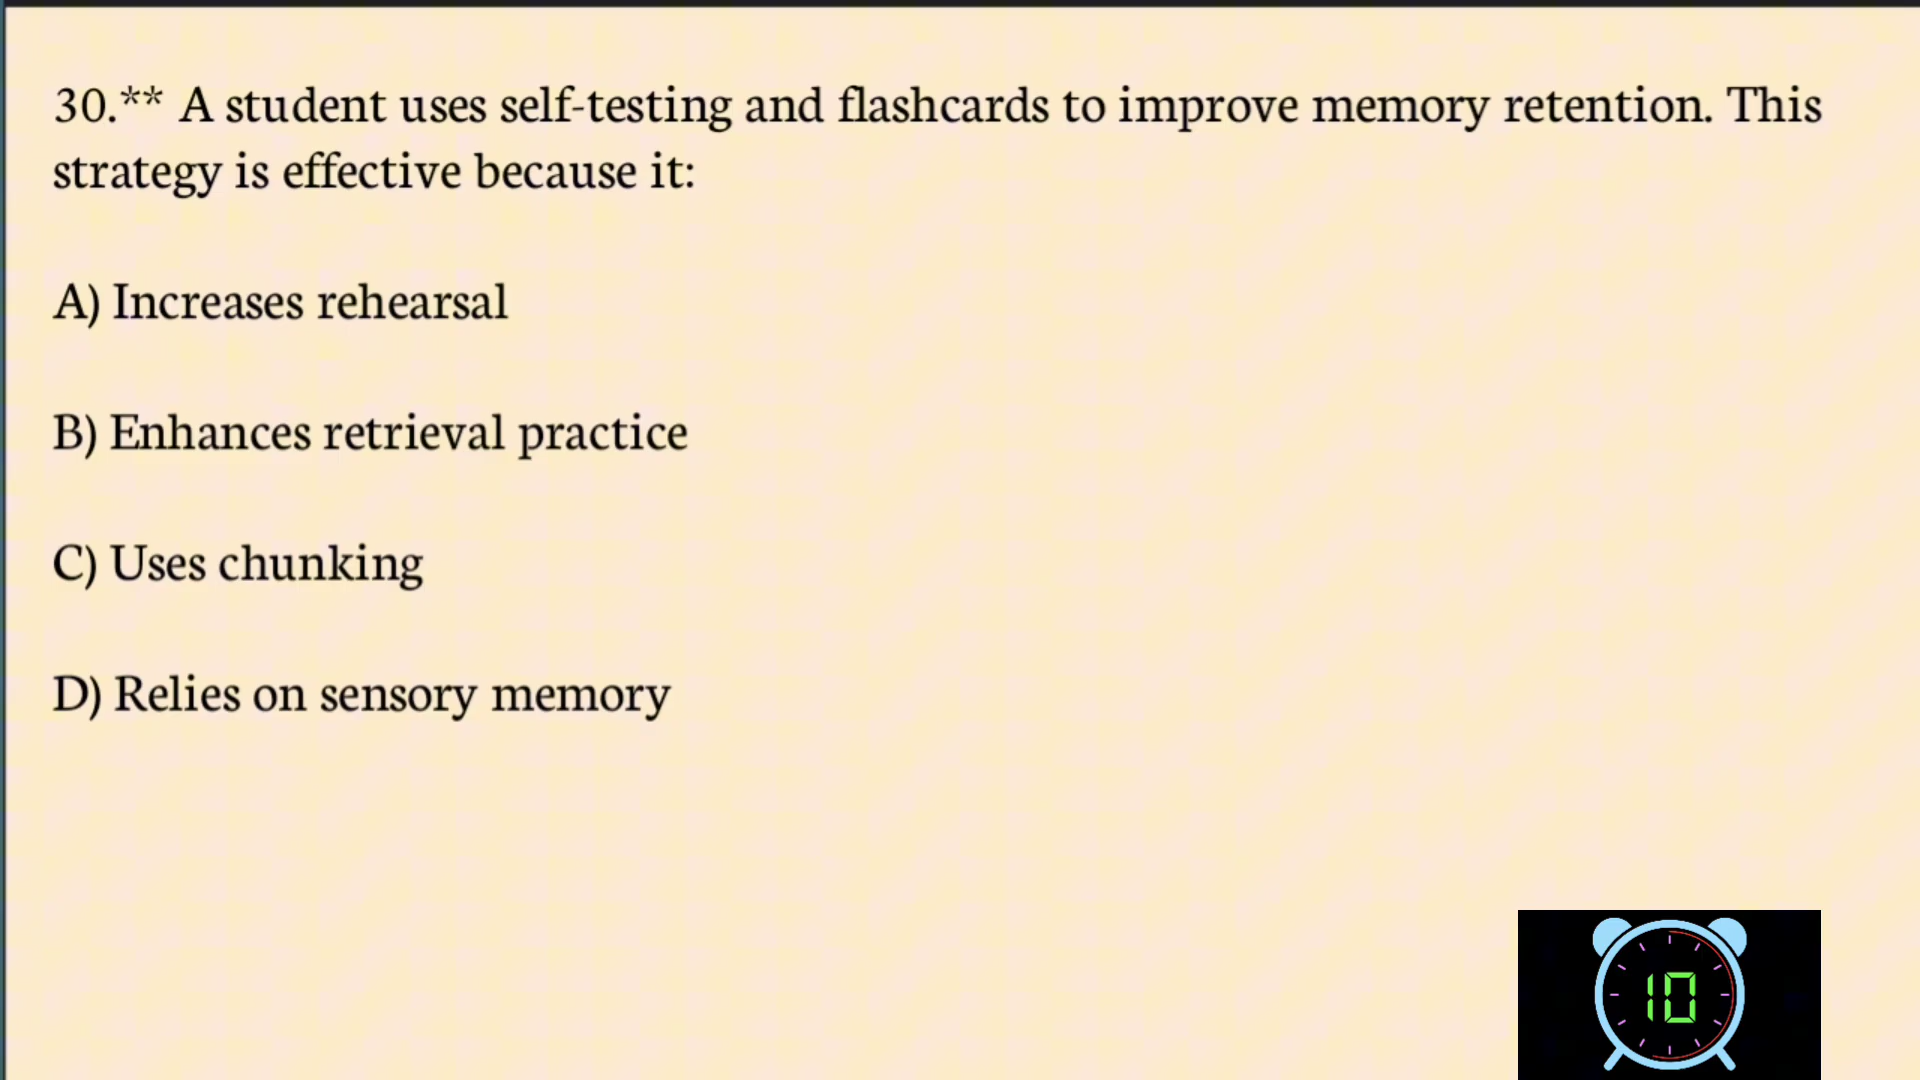 30.** A student uses self-testing and flashcards to improve memory retention. This
strategy is effective because it:
A) Increases rehearsal
B) Enhances retrieval practice
C) Uses chunking
D) Relies on sensory memory
10